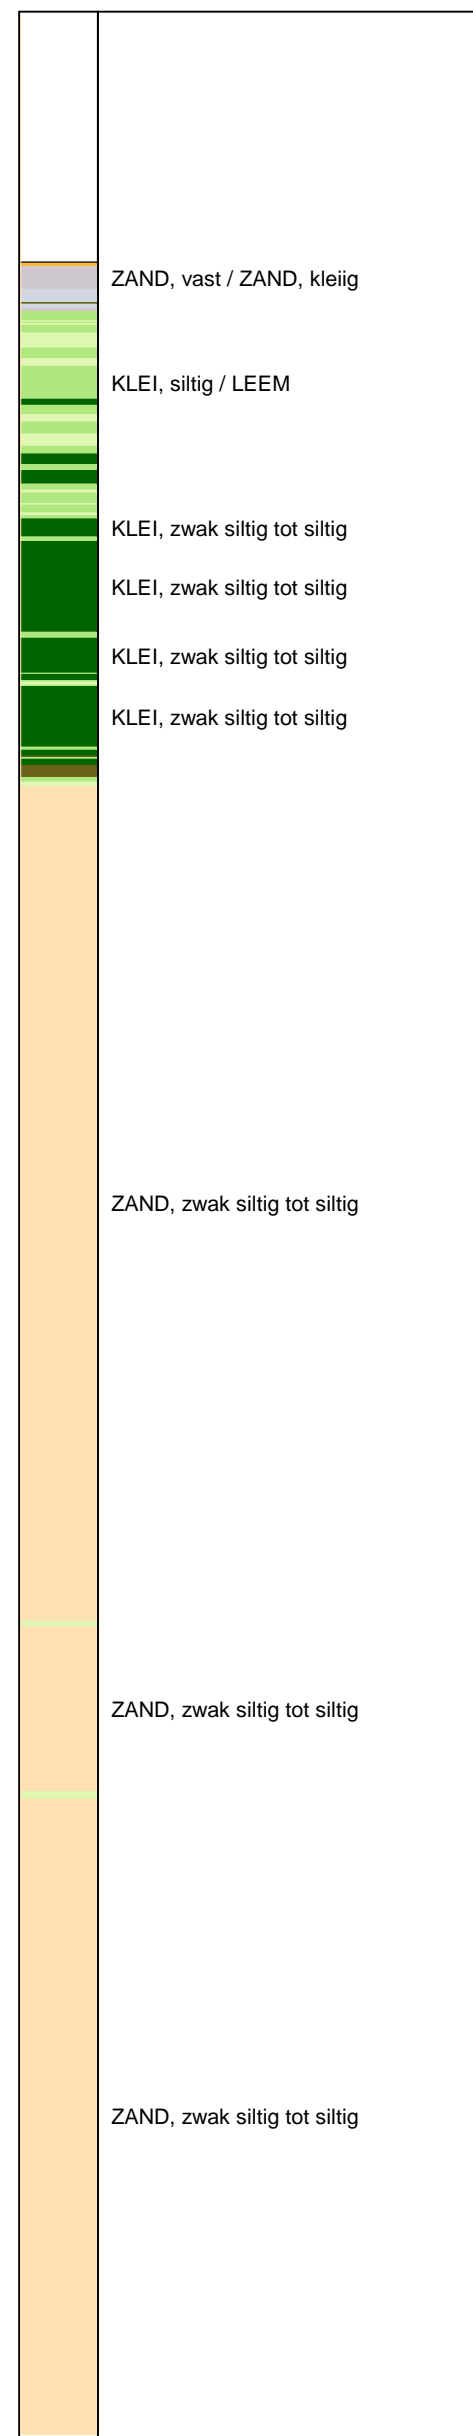 ZAND, vast / ZAND, kleiig
KLEI, siltig / LEEM
KLEI, zwak siltig tot siltig
KLEI, zwak siltig tot siltig
KLEI, zwak siltig tot siltig
KLEI, zwak siltig tot siltig
ZAND, zwak siltig tot siltig
ZAND, zwak siltig tot siltig
ZAND, zwak siltig tot siltig